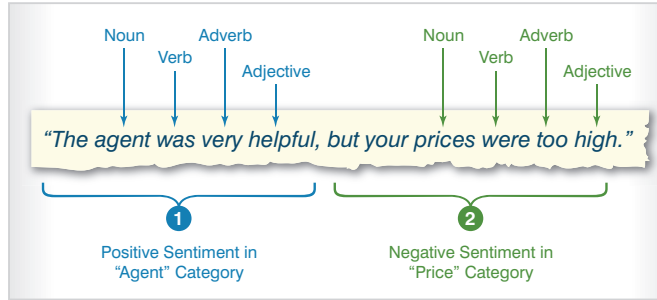 Noun Adverb Noun Adverb
Verb Verb
Adjective Adjective
“The agent was very helpful, but your prices were too high.”
1 2
Positive Sentiment in Negative Sentiment in
“Agent” Category “Price” Category